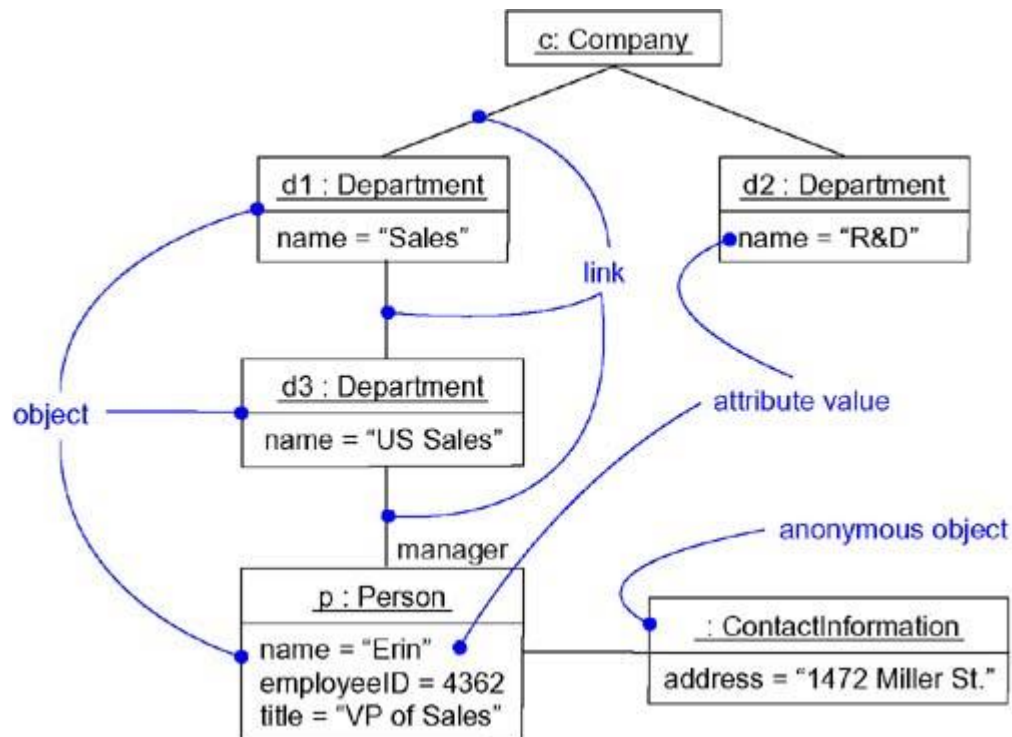 c: Company
d1 : Department
name = “Sales”
d2 : Department
name = “R&D”
link
d3 : Department
name = “US Sales”
object
attribute value
anonymous object
manager
p : Person
name = “Erin”
employeeID = 4362
title = “VP of Sales”
: ContactInformation
address = “1472 Miller St.”